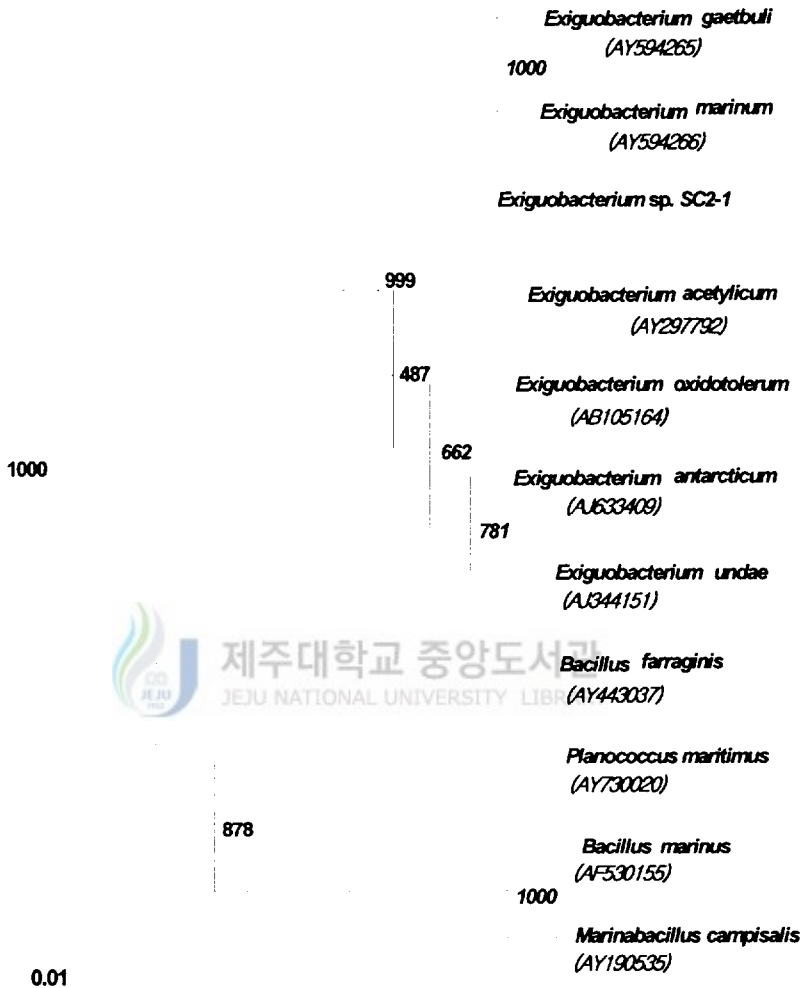 Exiguobacterium gaetbuli
(AY594265)
1000
Exiguobacterium marinum
(AY594266)
Exiguobacterium sp. SC2-1
999
Exiguobacterium acetylicum
(AY297792)
487
Exiguobacterium oxidotolerum
(AB105164)
662
1000
Exiguobacterium antarcticum
(AJ633409)
781
Exiguobacterium undae
(AJ344151)
제주대학교 중앙도서관
JEJU NATIONAL UNIVERSITY LIBRARY
JEJU
1952
Bacillus farraginis
(AY443037)
Planococcus maritimus
(AY730020)
878
Bacillus marinus
(AF530155)
1000
Marinabacillus campisalis
(AY190535)
0.01